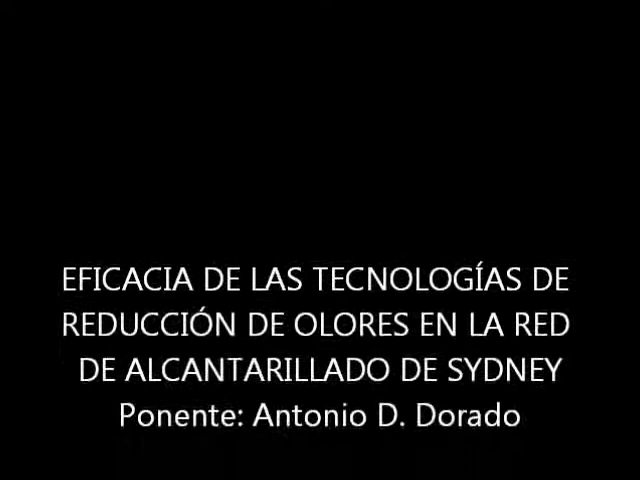 EFICACIA DE LAS TECNOLOGÍAS DE
REDUCCIÓN DE OLORES EN LA RED
DE ALCANTARILLADO DE SYDNEY
Ponente: Antonio D. Dorado